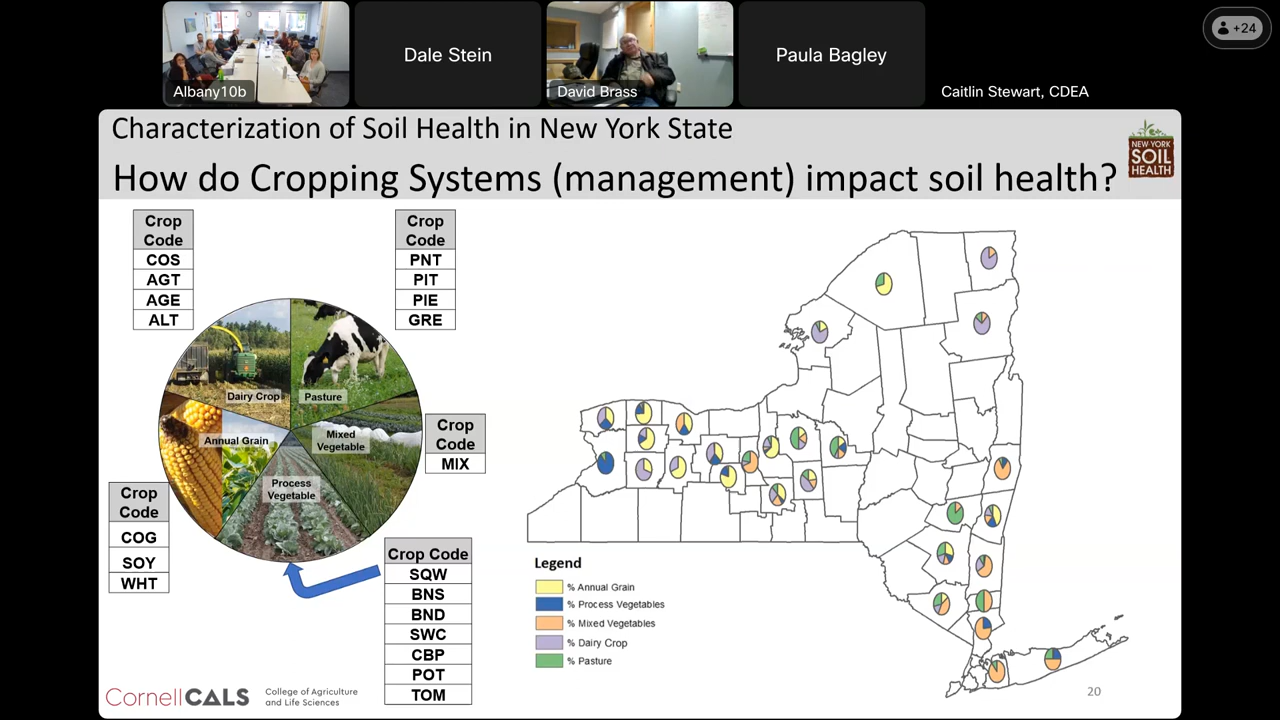 Albany10b
Dale Stein
David Brass
Paula Bagley
Caitlin Stewart, CDEA
+24
Characterization of Soil Health in New York State
How do Cropping Systems (management) impact soil health?
NEW YORK
SOIL
HEALTH
Crop
Code
COS
AGT
AGE
ALT
Crop
Code
PNT
PIT
PIE
GRE
Dairy Crop
Pasture
Annual Grain
Mixed
Vegetable
Process
Vegetable
Crop
Code
MIX
Crop
Code
COG
SOY
WHT
Crop Code
SQW
BNS
BND
SWC
CBP
POT
TOM
Legend
% Annual Grain
% Process Vegetables
% Mixed Vegetables
% Dairy Crop
% Pasture
CornellCALS
College of Agriculture
and Life Sciences
20